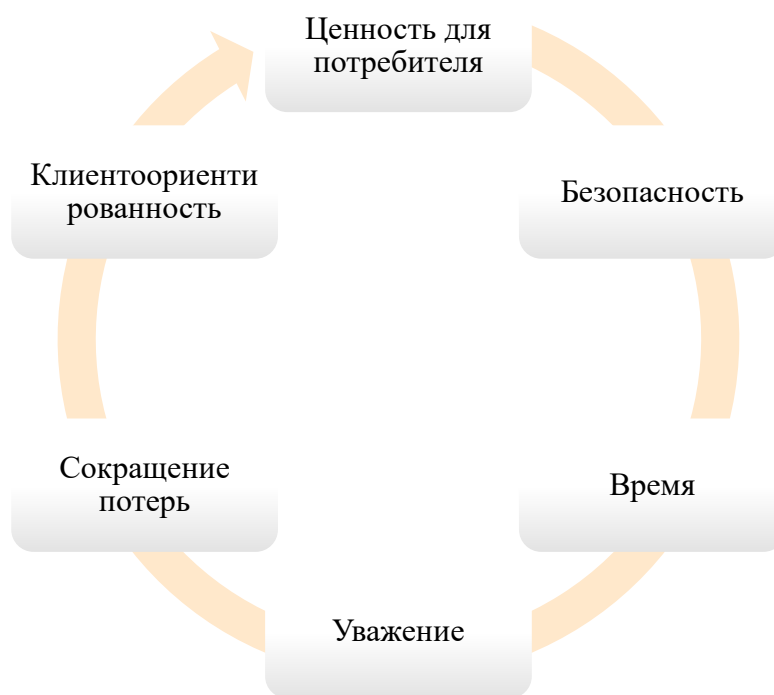 Ценность для
потребителя
Безопасность
Время
Уважение
Сокращение
потерь
Клиентоориенти
рованность